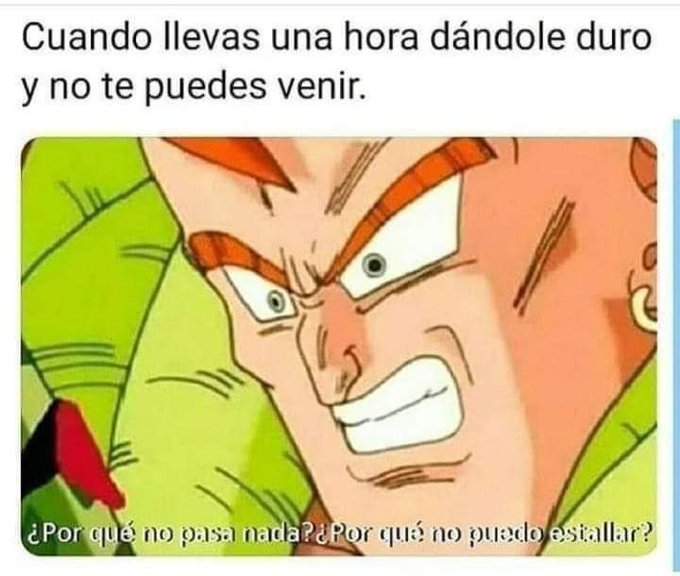 Cuando llevas una hora dándole duro
y no te puedes venir.
¿Por qué no pasa nada?¿Por qué no puedo estallar?